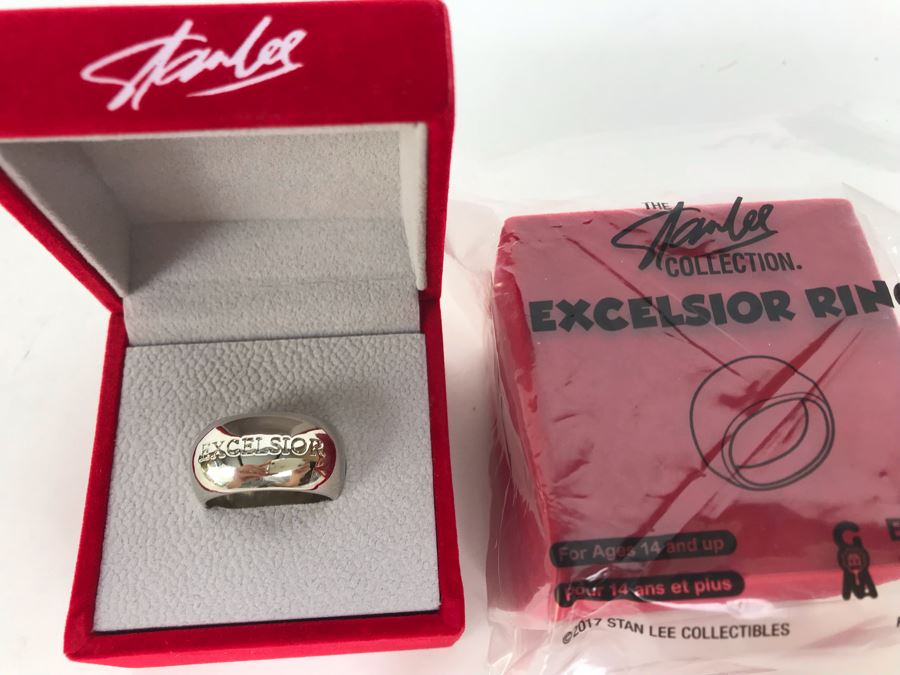 Stan Lee
EXCELSIOR
THE
Stan Lee
COLLECTION.
EXCELSIOR RING
For Ages 14 and up
pour 14 ans et plus
©2017 STAN LEE COLLECTIBLES